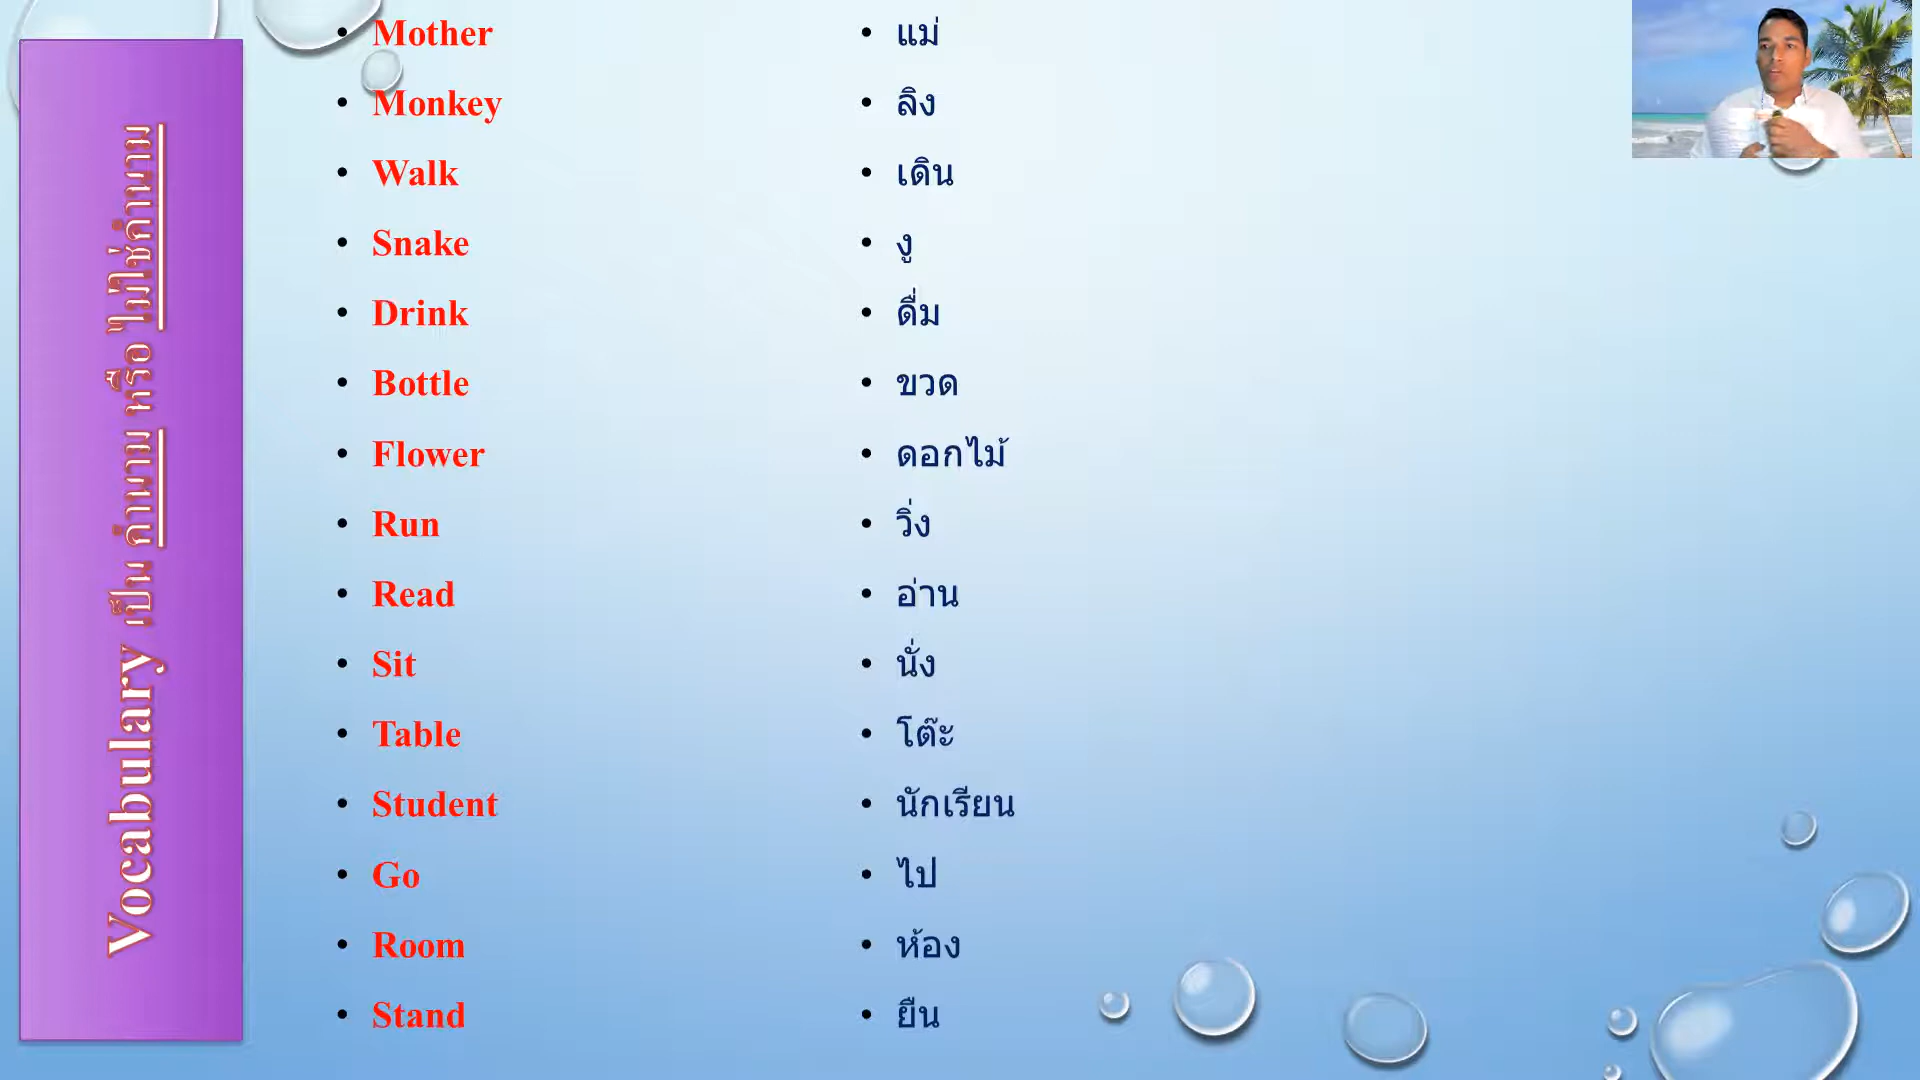 Vocabulary เป็น คำนาม หรือ ไม่ใช่คำนาม
Mother
Monkey
Walk
Snake
Drink
Bottle
Flower
Run
Read
Sit
Table
Student
Go
Room
Stand
แม่
ลิง
เดิน
งู
ดื่ม
ขวด
ดอกไม้
วิ่ง
อ่าน
นั่ง
โต๊ะ
นักเรียน
ไป
ห้อง
ยืน